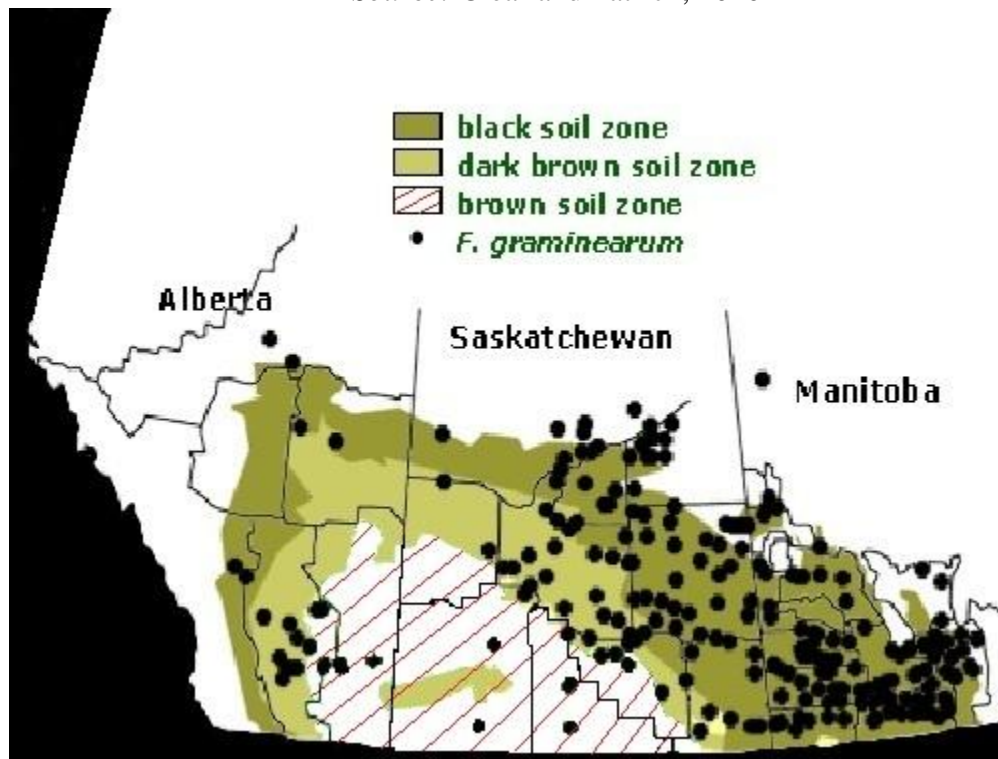 black soil zone
dark brown soil zone
brown soil zone
F. graminearum
Alberta
Saskatchewan
Manitoba